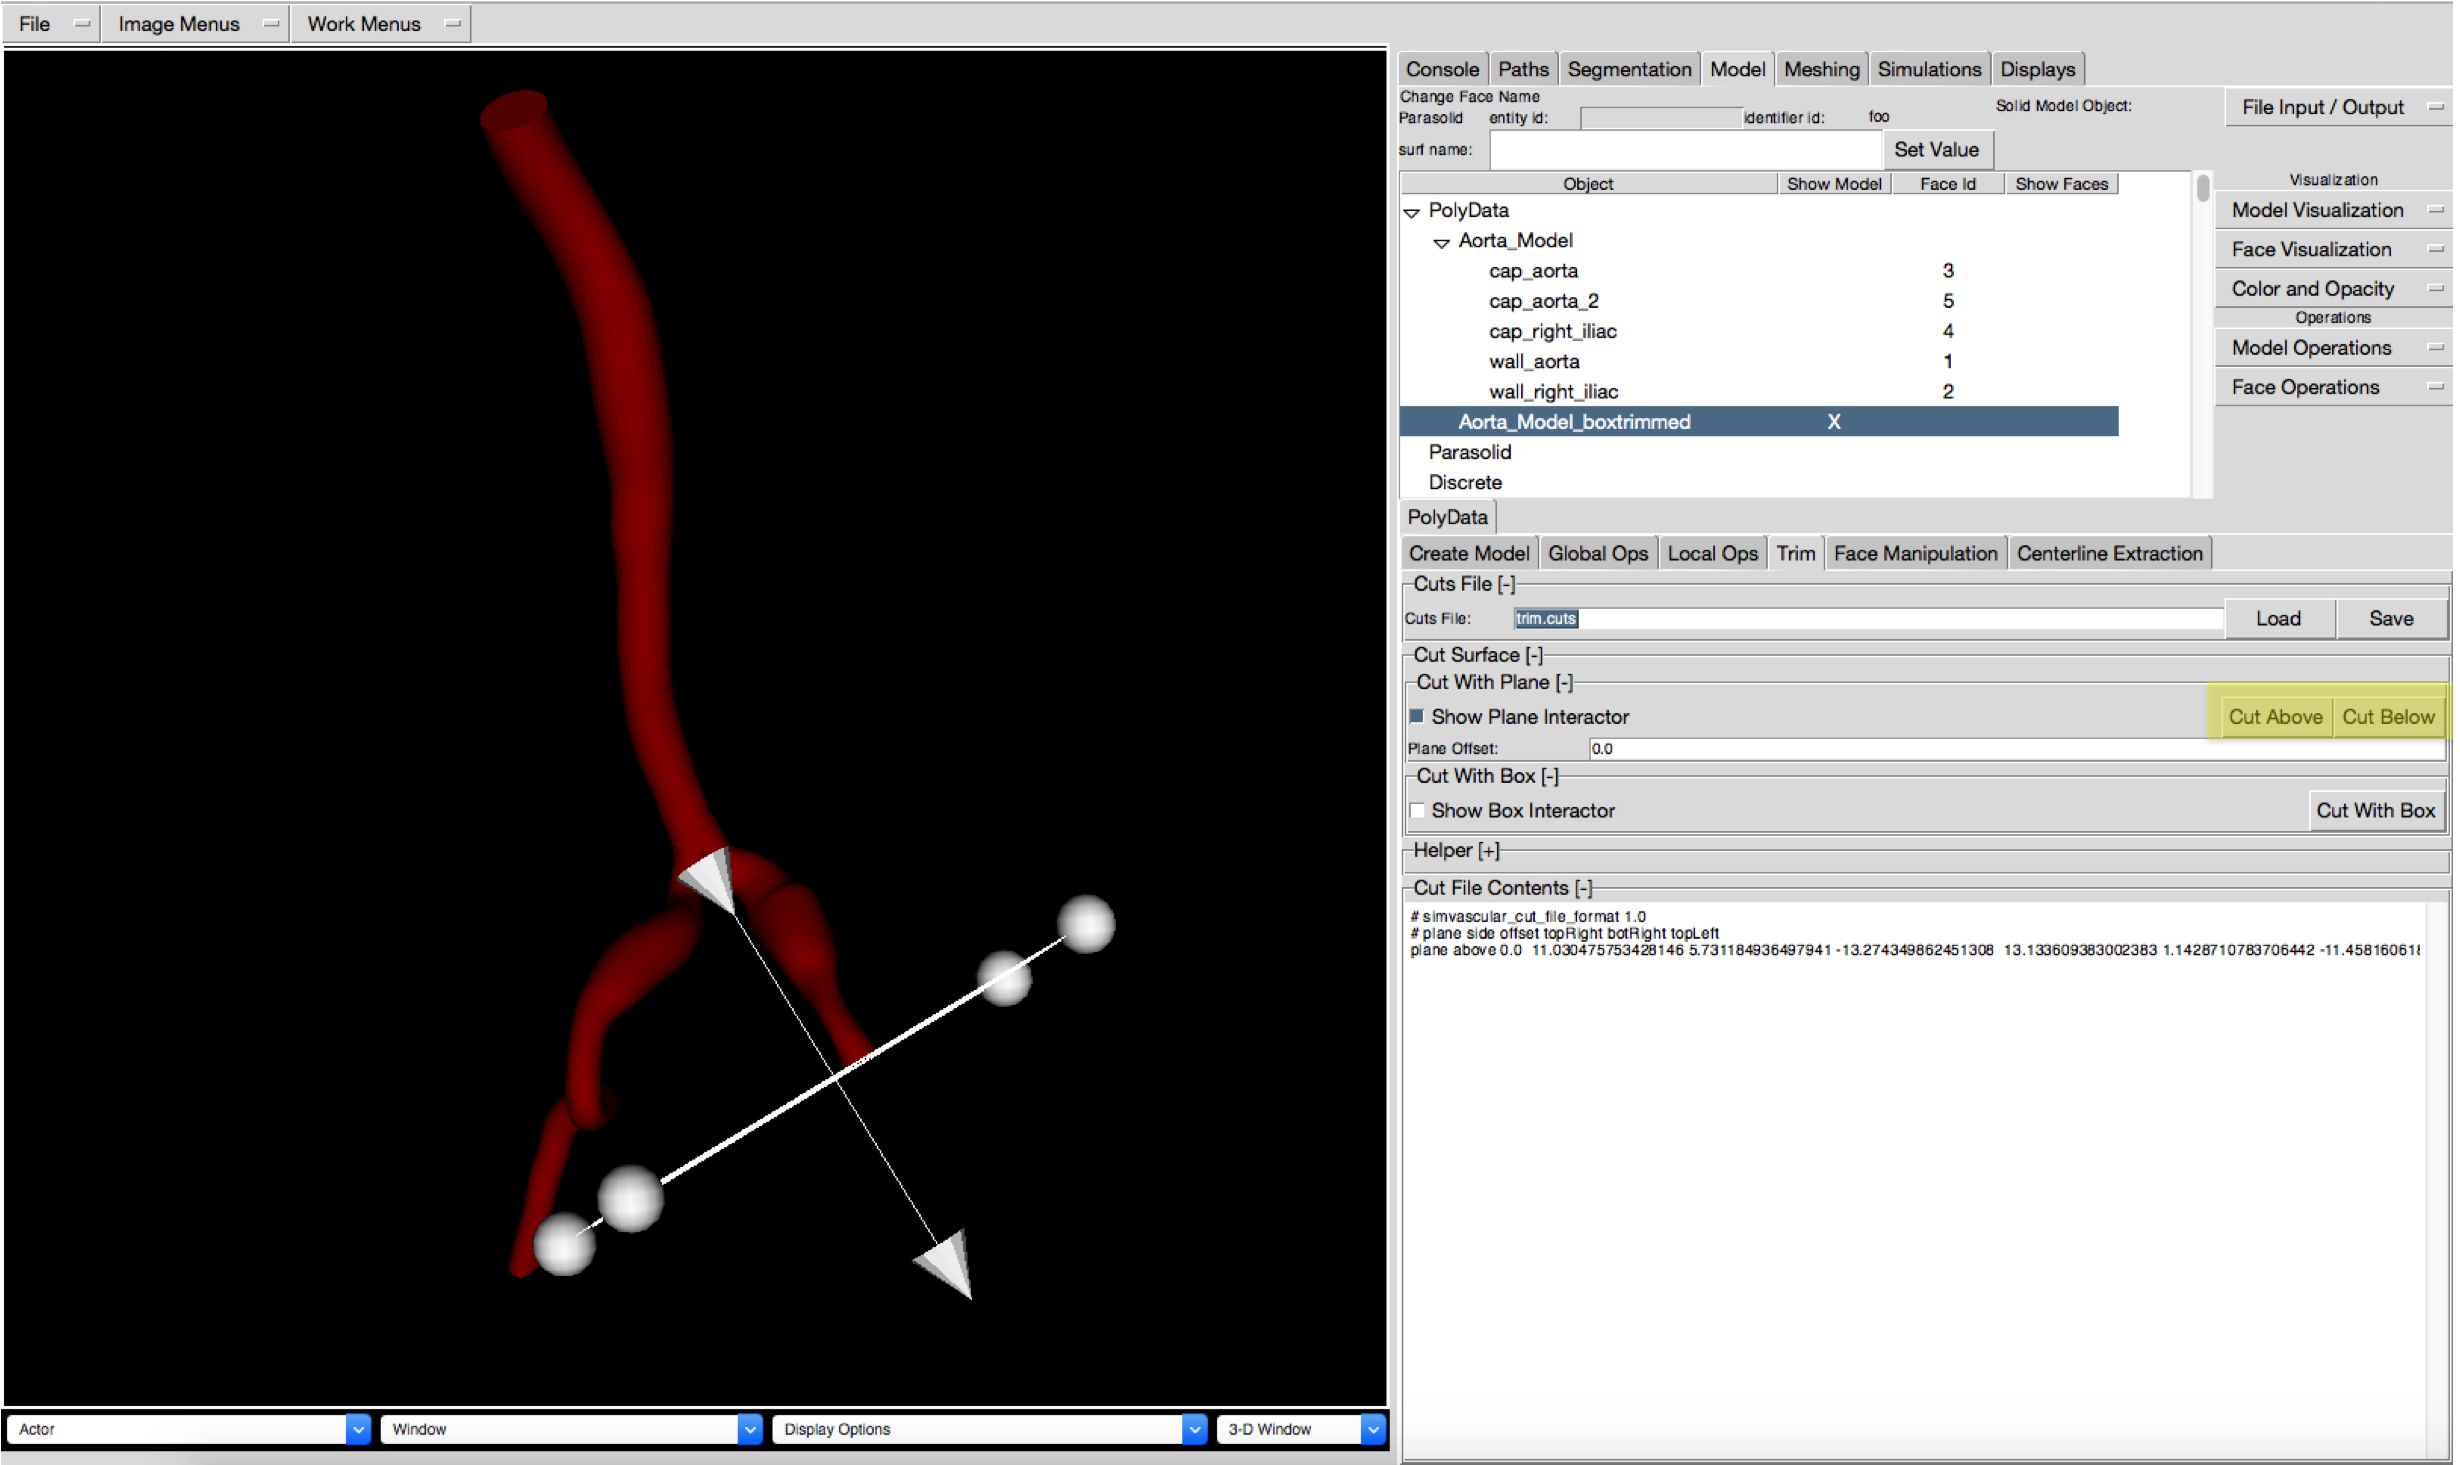 File Image Menus Work Menus
Console Paths Segmentation Model Meshing Simulations Displays
Change Face Name
Parasolid entity id: identifier id: foo Solid Model Object: File Input / Output
surf name: Set Value
Object Show Model Face Id Show Faces Visualization
PolyData Model Visualization
Aorta_Model Face Visualization
cap_aorta 3 Color and Opacity
cap_aorta_2 5 Operations
cap_right_iliac 4 Model Operations
wall_aorta 1
wall_right_iliac 2 Face Operations
Aorta_Model_boxtrimmed X
Parasolid
Discrete
PolyData
Create Model Global Ops Local Ops Trim Face Manipulation Centerline Extraction
Cuts File [-]
Cuts File: trim.cuts Load Save
Cut Surface [-]
Cut With Plane [-]
Show Plane Interactor Cut Above Cut Below
Plane Offset: 0.0
Cut With Box [-]
Show Box Interactor Cut With Box
Helper [+]
Cut File Contents [-]
# simvascular_cut_file_format 1.0
# plane side offset topRight botRight topLeft
plane above 0.0 11.030475753428146 5.731184936497941 -13.274349862451308 13.133609383002383 1.1428710783706442
Actor Window Display Options 3-D Window